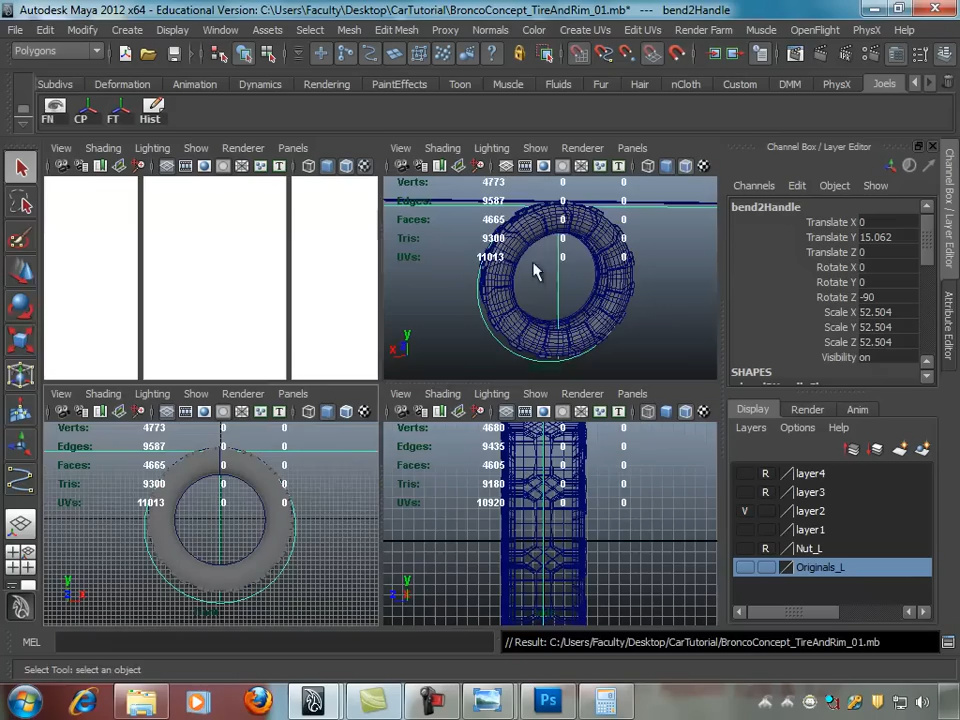 Autodesk Maya 2012 x64 - Educational Version: C:\Users\Faculty\Desktop\CarTutorial\BroncoConcept_TireAndRim_01.mb* --- bend2Handle
File Edit Modify Create Display Window Assets Select Mesh Edit Mesh Proxy Normals Color Create UVs Edit UVs Render Farm Muscle OpenFlight PhysX Help
Polygons
Subdivs Deformation Animation Rendering PaintEffects Toon Muscle Fluids Fur Hair nCloth Custom DMM PhysX Joels
FN CP FT Hist
View Shading Lighting Show Renderer Panels
View Shading Lighting Show Renderer Panels
Verts: 4773 0 0
Edges: 9587 0 0
Faces: 4665 0 0
Tris: 9300 0 0
UVs: 11013 0 0
y
x
View Shading Lighting Show Renderer Panels
Verts: 4773 0 0
Edges: 9587 0 0
Faces: 4665 0 0
Tris: 9300 0 0
UVs: 11013 0 0
y
x
View Shading Lighting Show Renderer Panels
Verts: 4680 0 0
Edges: 9435 0 0
Faces: 4605 0 0
Tris: 9180 0 0
UVs: 10920 0 0
y
Channel Box / Layer Editor
Channels Edit Object Show
bend2Handle
Translate X 0
Translate Y 15.062
Translate Z 0
Rotate X 0
Rotate Y 0
Rotate Z -90
Scale X 52.504
Scale Y 52.504
Scale Z 52.504
Visibility on
SHAPES
Display Render Anim
Layers Options Help
R layer4
R layer3
V layer2
layer1
R Nut_L
Originals_L
Channel Box / Layer Editor
Attribute Editor
MEL
// Result: C:/Users/Faculty/Desktop/CarTutorial/BroncoConcept_TireAndRim_01.mb
Select Tool: select an object
Ps